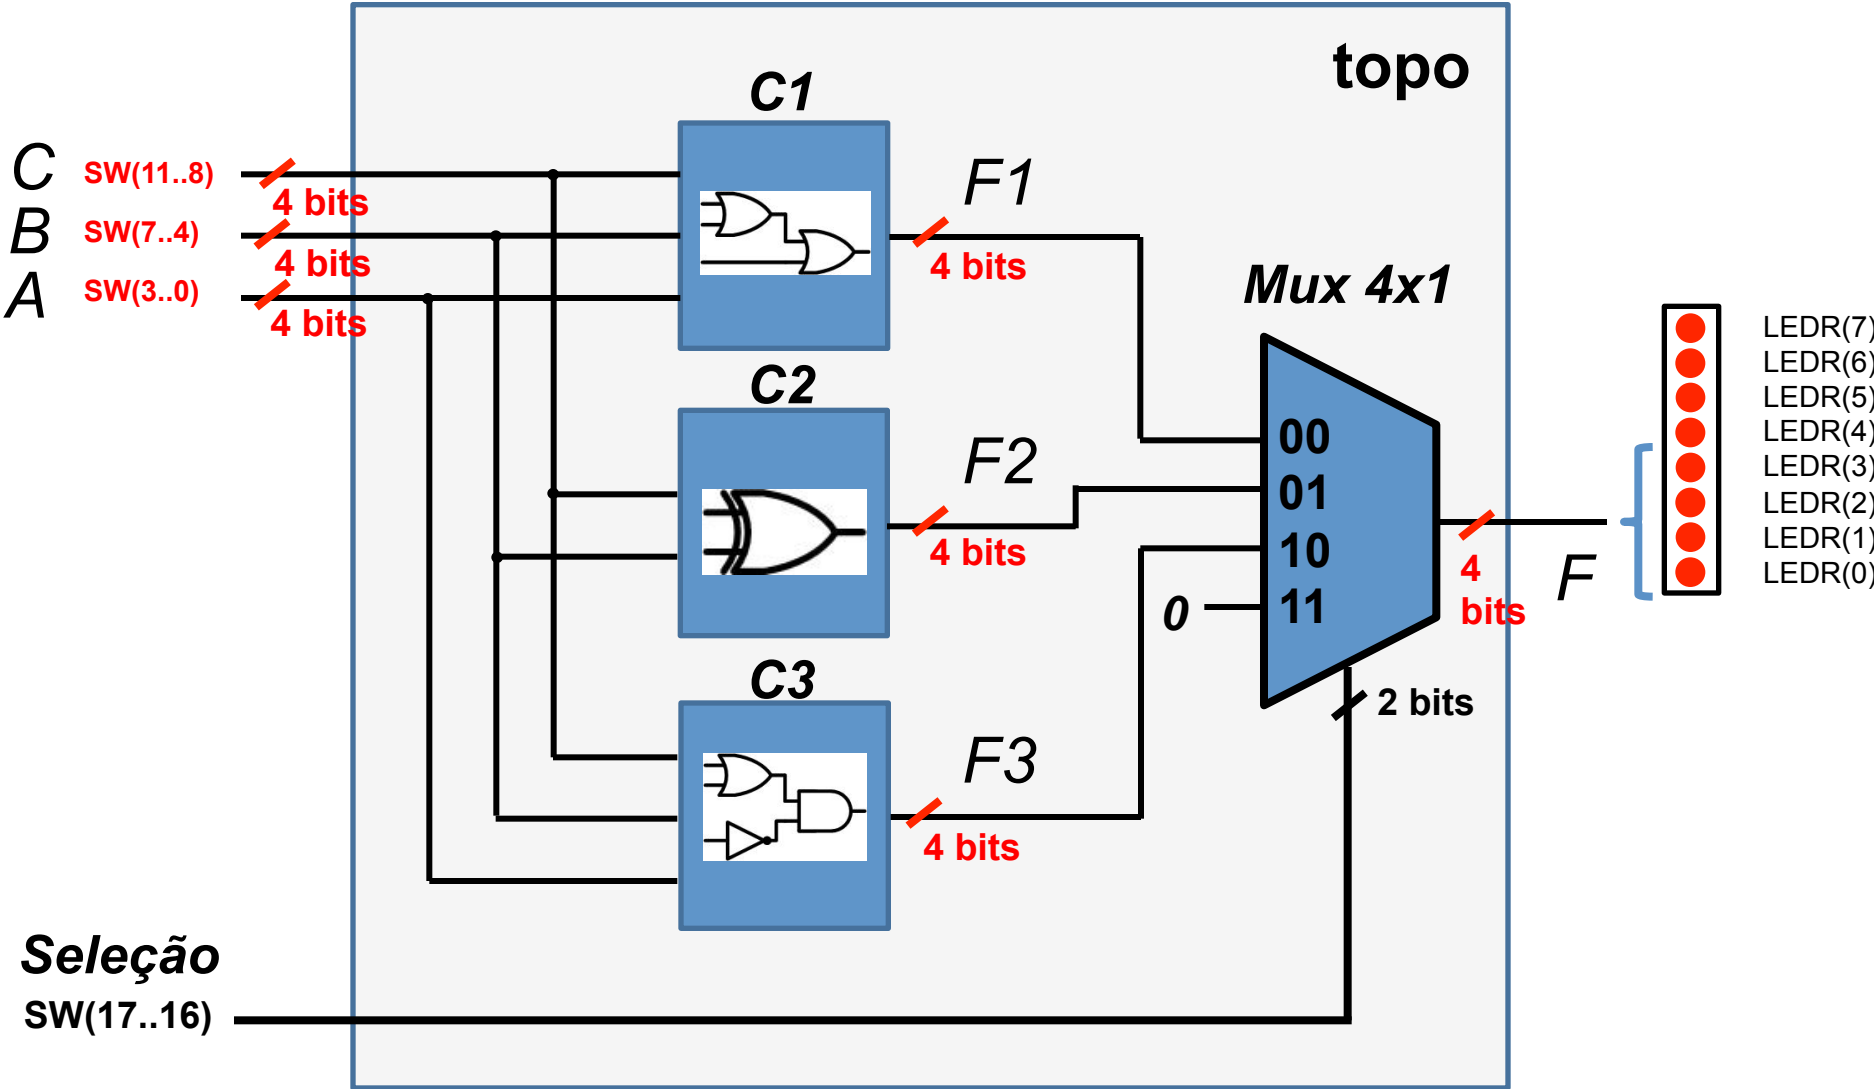 topo
C1
C SW(11..8)
4 bits
B SW(7..4)
4 bits
A SW(3..0)
4 bits
F1
4 bits
C2
F2
4 bits
C3
F3
4 bits
Mux 4x1
00
01
10
0 11
2 bits
4
bits
F
LEDR(7)
LEDR(6)
LEDR(5)
LEDR(4)
LEDR(3)
LEDR(2)
LEDR(1)
LEDR(0)
Seleção
SW(17..16)